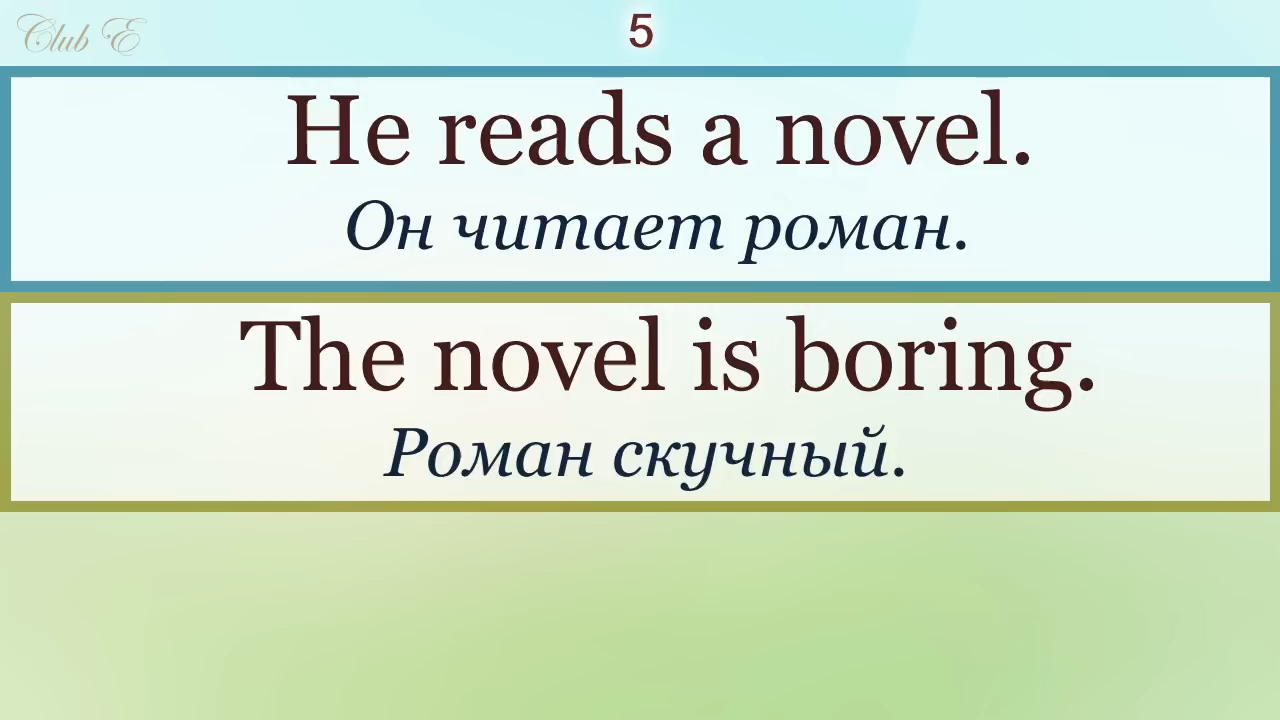 Club E
5
He reads a novel.
Он читает роман.
The novel is boring.
Роман скучный.